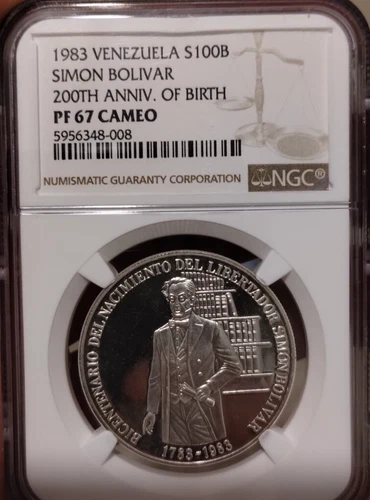 1983 VENEZUELA S100B
SIMON BOLIVAR
200TH ANNIV. OF BIRTH
PF 67 CAMEO
5956348-008
NUMISMATIC GUARANTY CORPORATION
NGC®
BICENTENARIO DEL NACIMIENTO DEL LIBERTADOR SIMON BOLIVAR
1783-1983